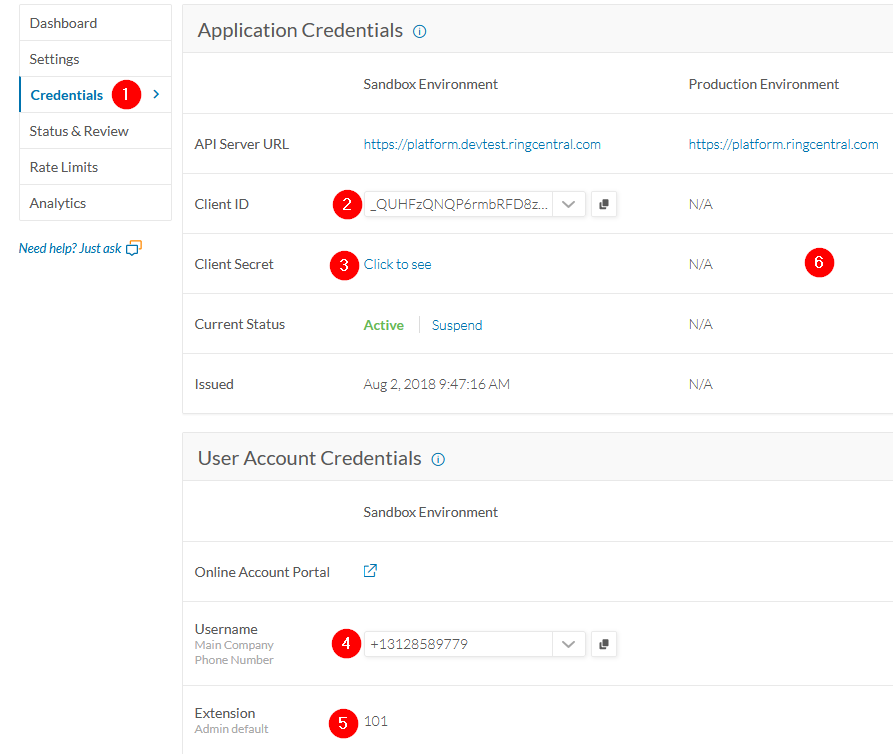 Dashboard
Settings
Credentials 1
Status & Review
Rate Limits
Analytics
Need help? Just ask
Application Credentials
Sandbox Environment Production Environment
API Server URL https://platform.devtest.ringcentral.com https://platform.ringcentral.com
Client ID 2 _QUHFzQNQP6rmbRFD8z... N/A
Client Secret 3 Click to see N/A 6
Current Status Active Suspend N/A
Issued Aug 2, 2018 9:47:16 AM N/A
User Account Credentials
Sandbox Environment
Online Account Portal
Username
Main Company
Phone Number
4 +13128589779
Extension
Admin default
5 101